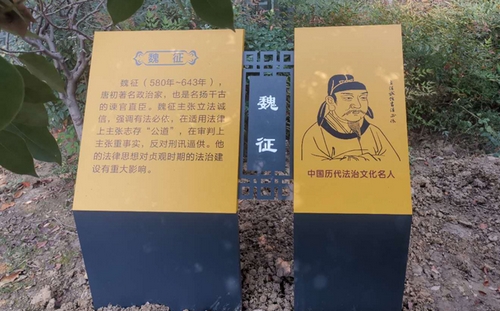 魏征
魏征（580年~643年），
唐初著名政治家，也是名扬千古
的谏官直臣。魏征主张立法诚
信，强调有法必依，在适用法律
上主张志存“公道”，在审判上
上主张重事实，反对刑讯逼供。他
的法律思想对贞观时期的法治建
设有重大影响。
魏征
中国历代法治文化名人